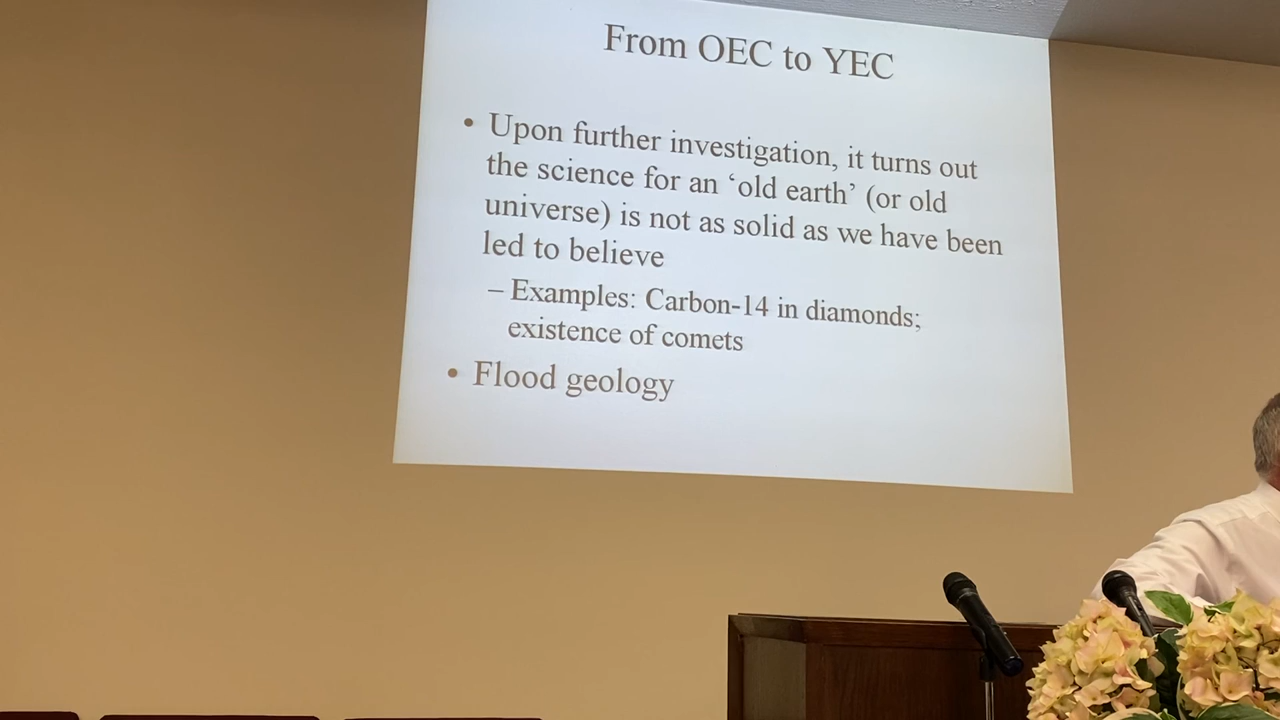 From OEC to YEC
• Upon further investigation, it turns out
the science for an ‘old earth’ (or old
universe) is not as solid as we have been
led to believe
– Examples: Carbon-14 in diamonds;
existence of comets
• Flood geology